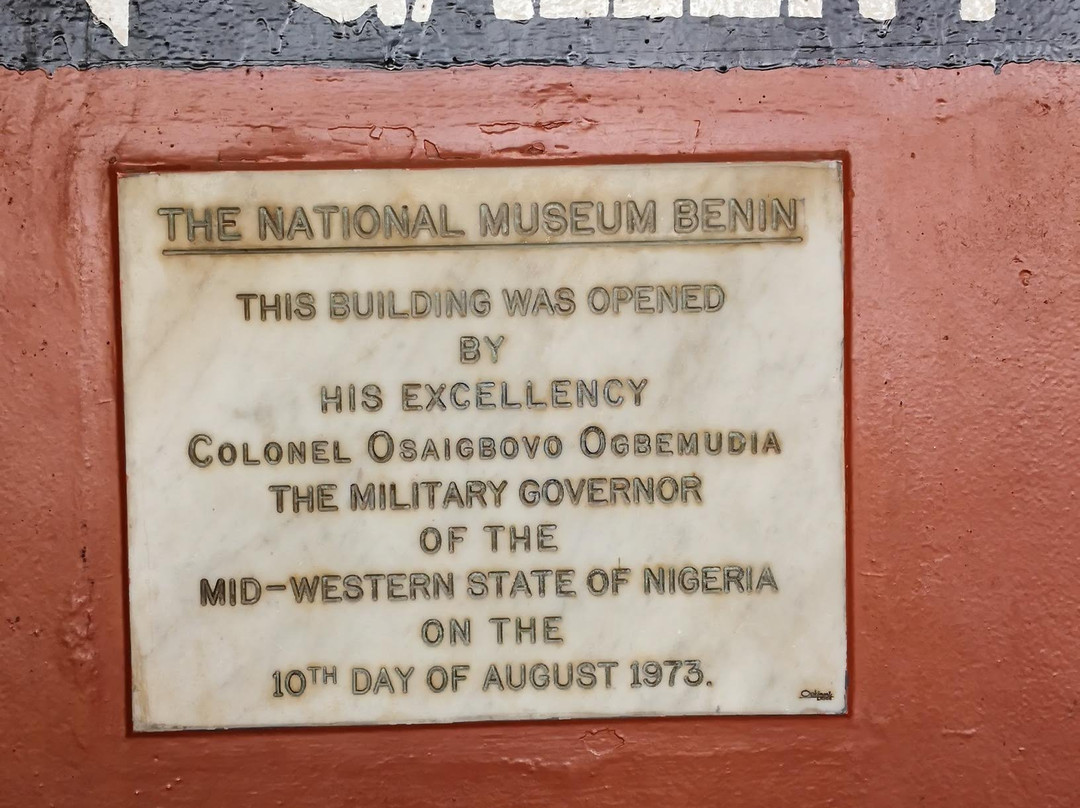 THE NATIONAL MUSEUM BENIN
THIS BUILDING WAS OPENED
BY
HIS EXCELLENCY
COLONEL OSAIGBOVO OGBEMUDIA
THE MILITARY GOVERNOR
OF THE
MID-WESTERN STATE OF NIGERIA
ON THE
10TH DAY OF AUGUST 1973.